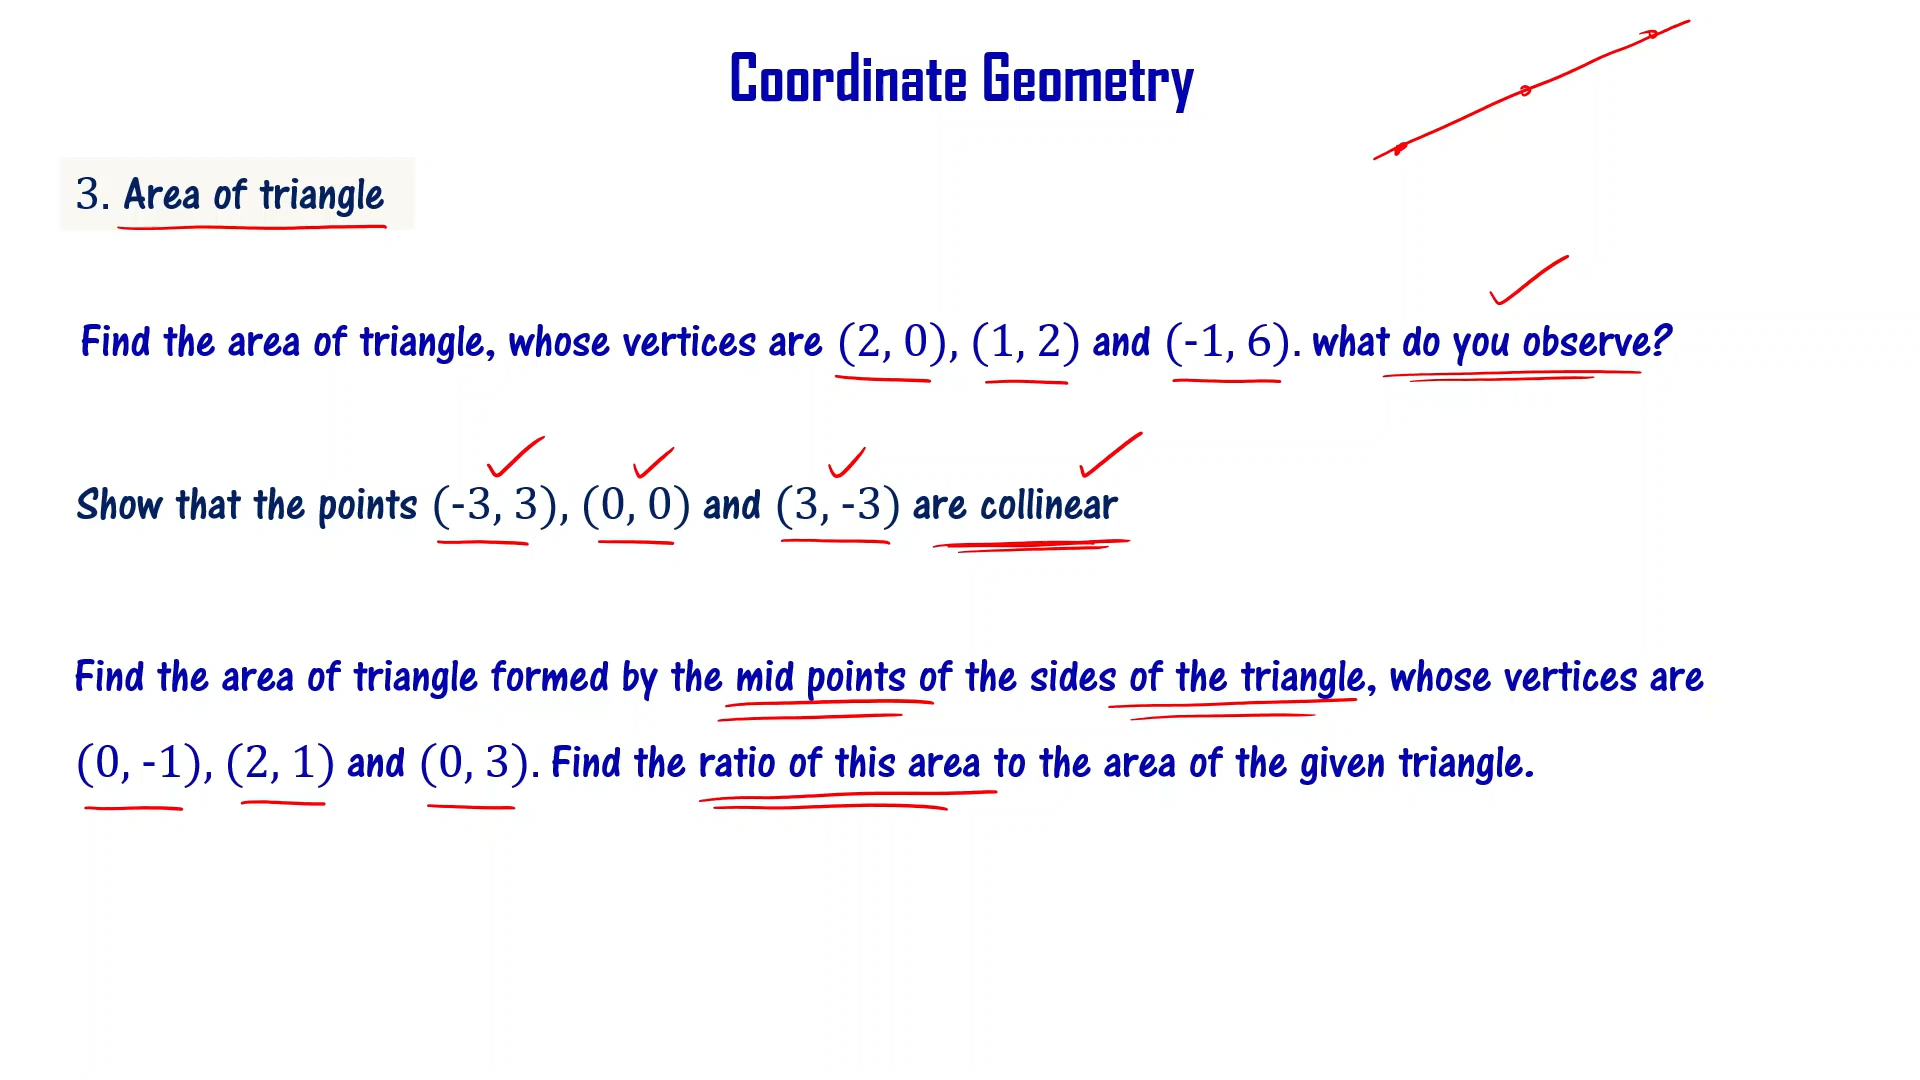 Coordinate Geometry
3. Area of triangle
Find the area of triangle, whose vertices are (2, 0), (1, 2) and (-1, 6). what do you observe?
Show that the points (-3, 3), (0, 0) and (3, -3) are collinear
Find the area of triangle formed by the mid points of the sides of the triangle, whose vertices are
(0, -1), (2, 1) and (0, 3). Find the ratio of this area to the area of the given triangle.